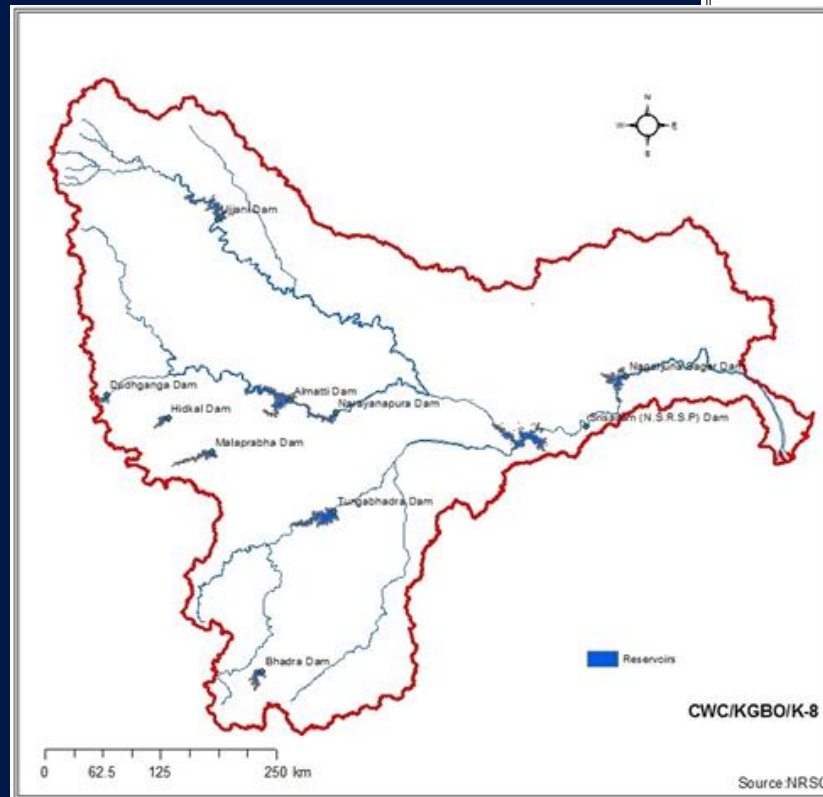 N
W E
S
Ujjani Dam
Nagarjuna Sagar Dam
Dudhganga Dam
Almatti Dam
Hidkal Dam
Narayanapura Dam
(N.S.R.S.P) Dam
Malaprabha Dam
Tungabhadra Dam
Bhadra Dam
Reservoirs
CWC/KGBO/K-8
0 62.5 125 250 km
Source:NRSC